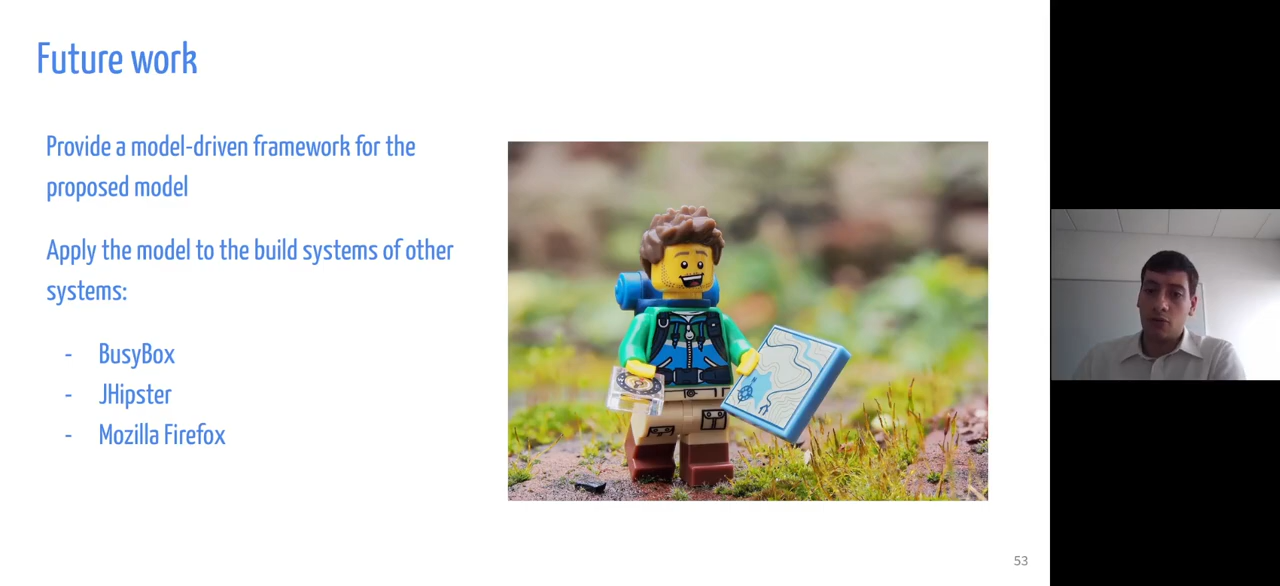 Future work
Provide a model-driven framework for the
proposed model
Apply the model to the build systems of other
systems:
- BusyBox
- JHipster
- Mozilla Firefox
53